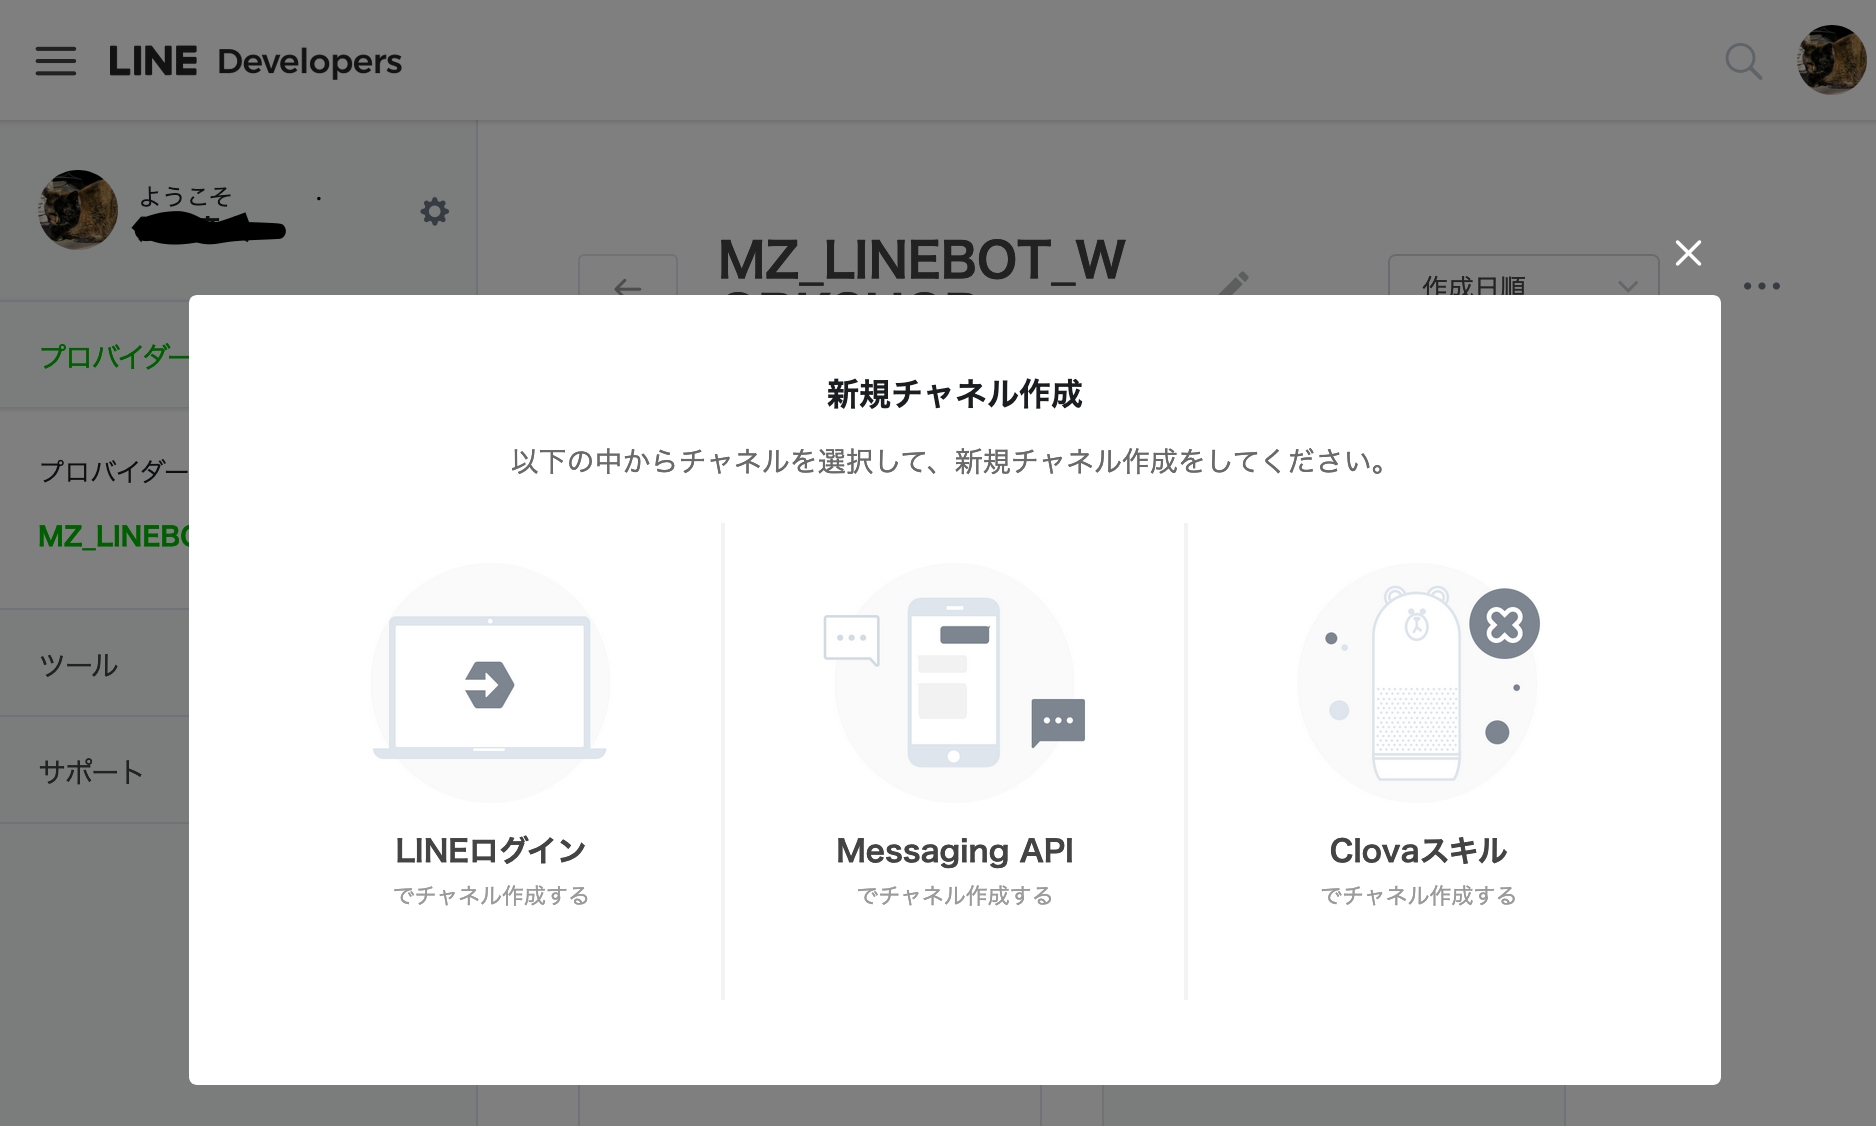 LINE Developers
ようこそ
MZ_LINEBOT_W
作成日順
プロバイダー
プロバイダー
MZ_LINEBO
ツール
サポート
新規チャネル作成
以下の中からチャネルを選択して、新規チャネル作成をしてください。
LINEログイン
でチャネル作成する
Messaging API
でチャネル作成する
Clovaスキル
でチャネル作成する